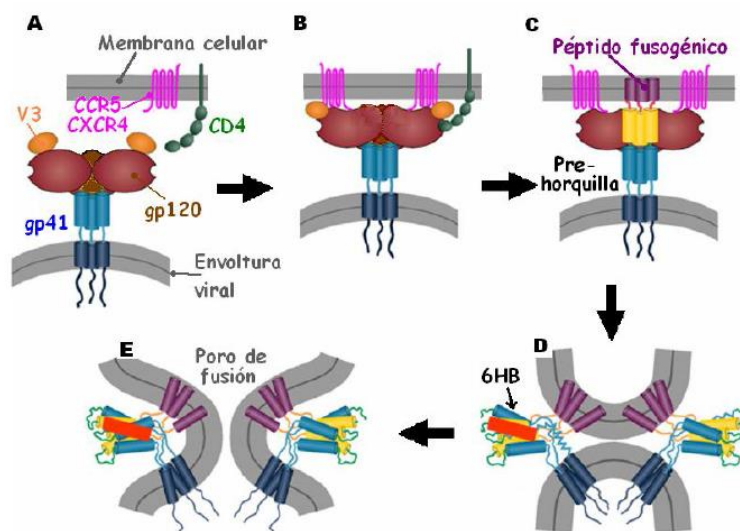 A
Membrana celular
CCR5
CXCR4
V3
CD4
gp120
gp41
Envoltura
viral
B
C
Péptido fusogénico
Pre-
horquilla
D
6HB
E
Poro de
fusión